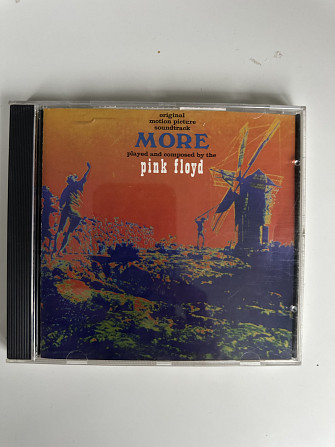 original
motion picture
soundtrack
MORE
played and composed by the
pink floyd